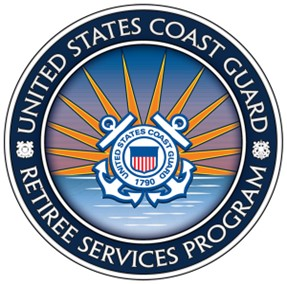 UNITED STATES COAST GUARD
RETIREE SERVICES PROGRAM
UNITED STATES COAST GUARD
1790